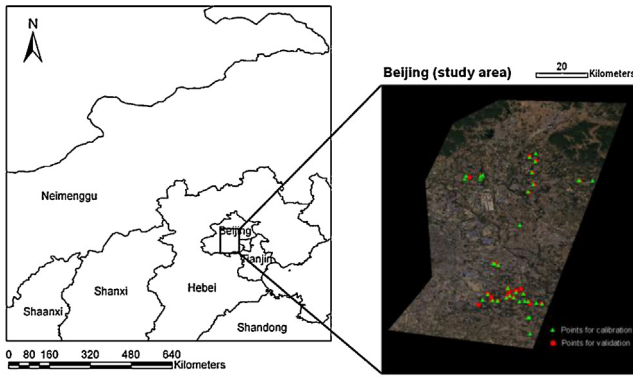 N
Neimenggu
Beijing
Tianjin
Hebei
Shanxi
Shaanxi
Shandong
0 80 160 320 480 640
Kilometers
Beijing (study area)
20
Kilometers
Points for calibration
Points for validation